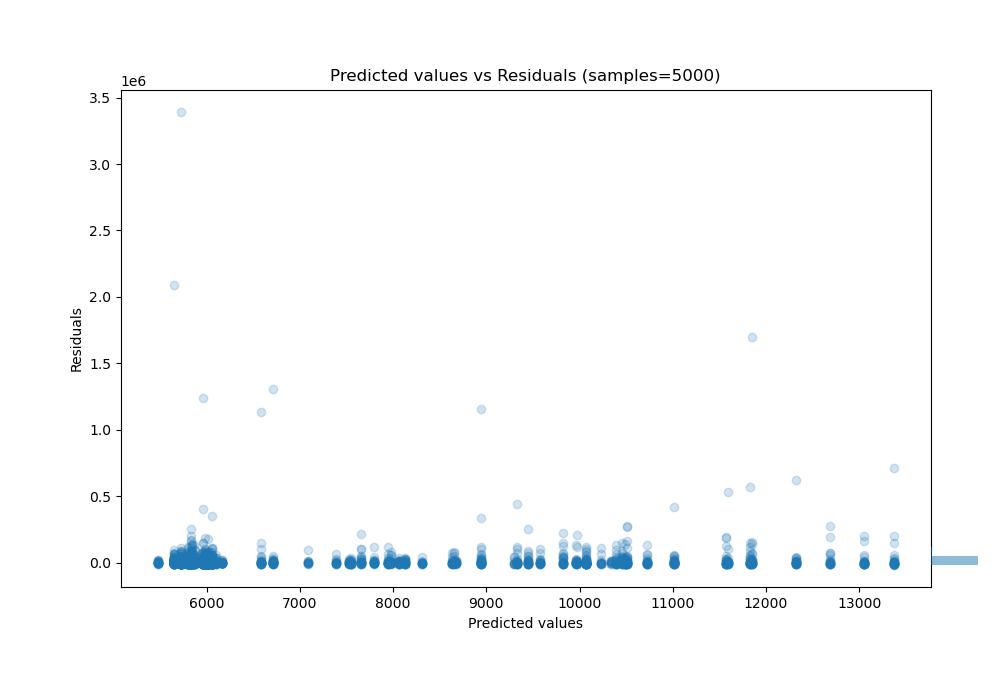 Predicted values vs Residuals (samples=5000)
1e6
3.5
3.0
2.5
2.0
1.5
1.0
0.5
0.0
Residuals
6000 7000 8000 9000 10000 11000 12000 13000
Predicted values